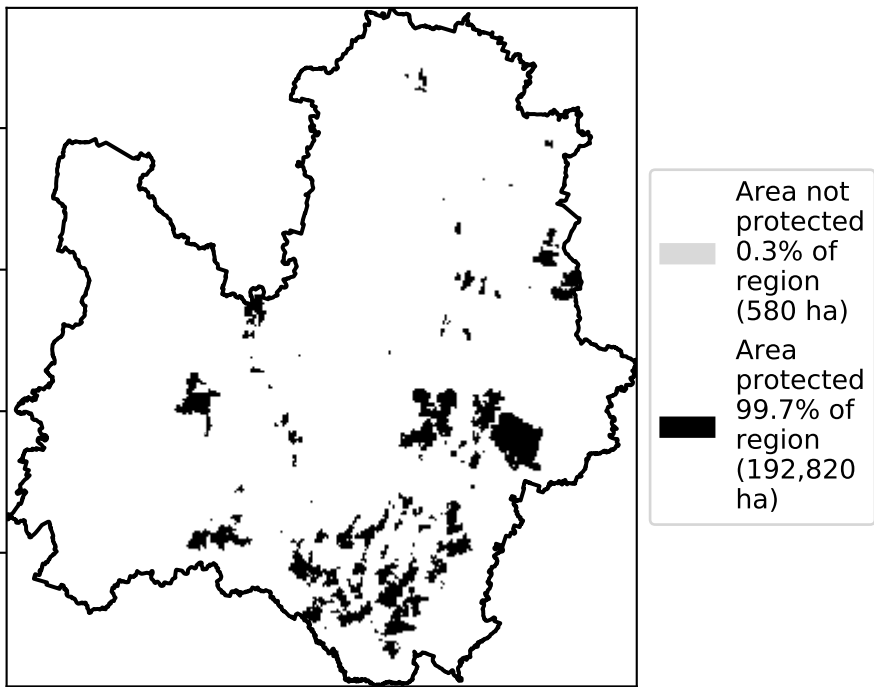 Area not
protected
0.3% of
region
(580 ha)
Area
protected
99.7% of
region
(192,820
ha)